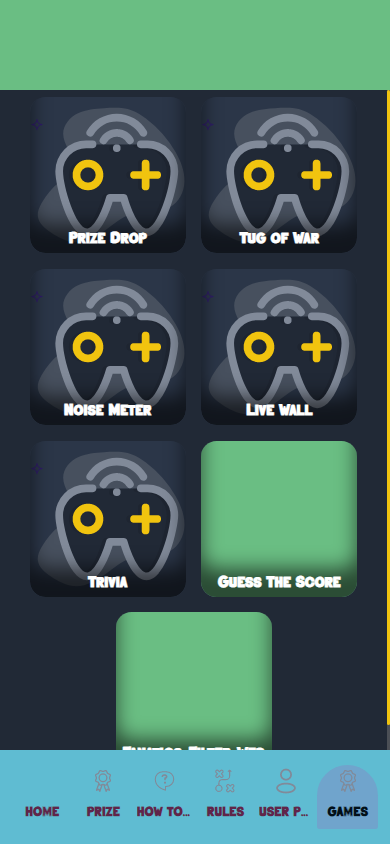 Prize Drop
Tug of War
Noise Meter
Live Wall
Trivia
Guess The Score
HOME
PRIZE
HOW TO...
RULES
USER P...
GAMES